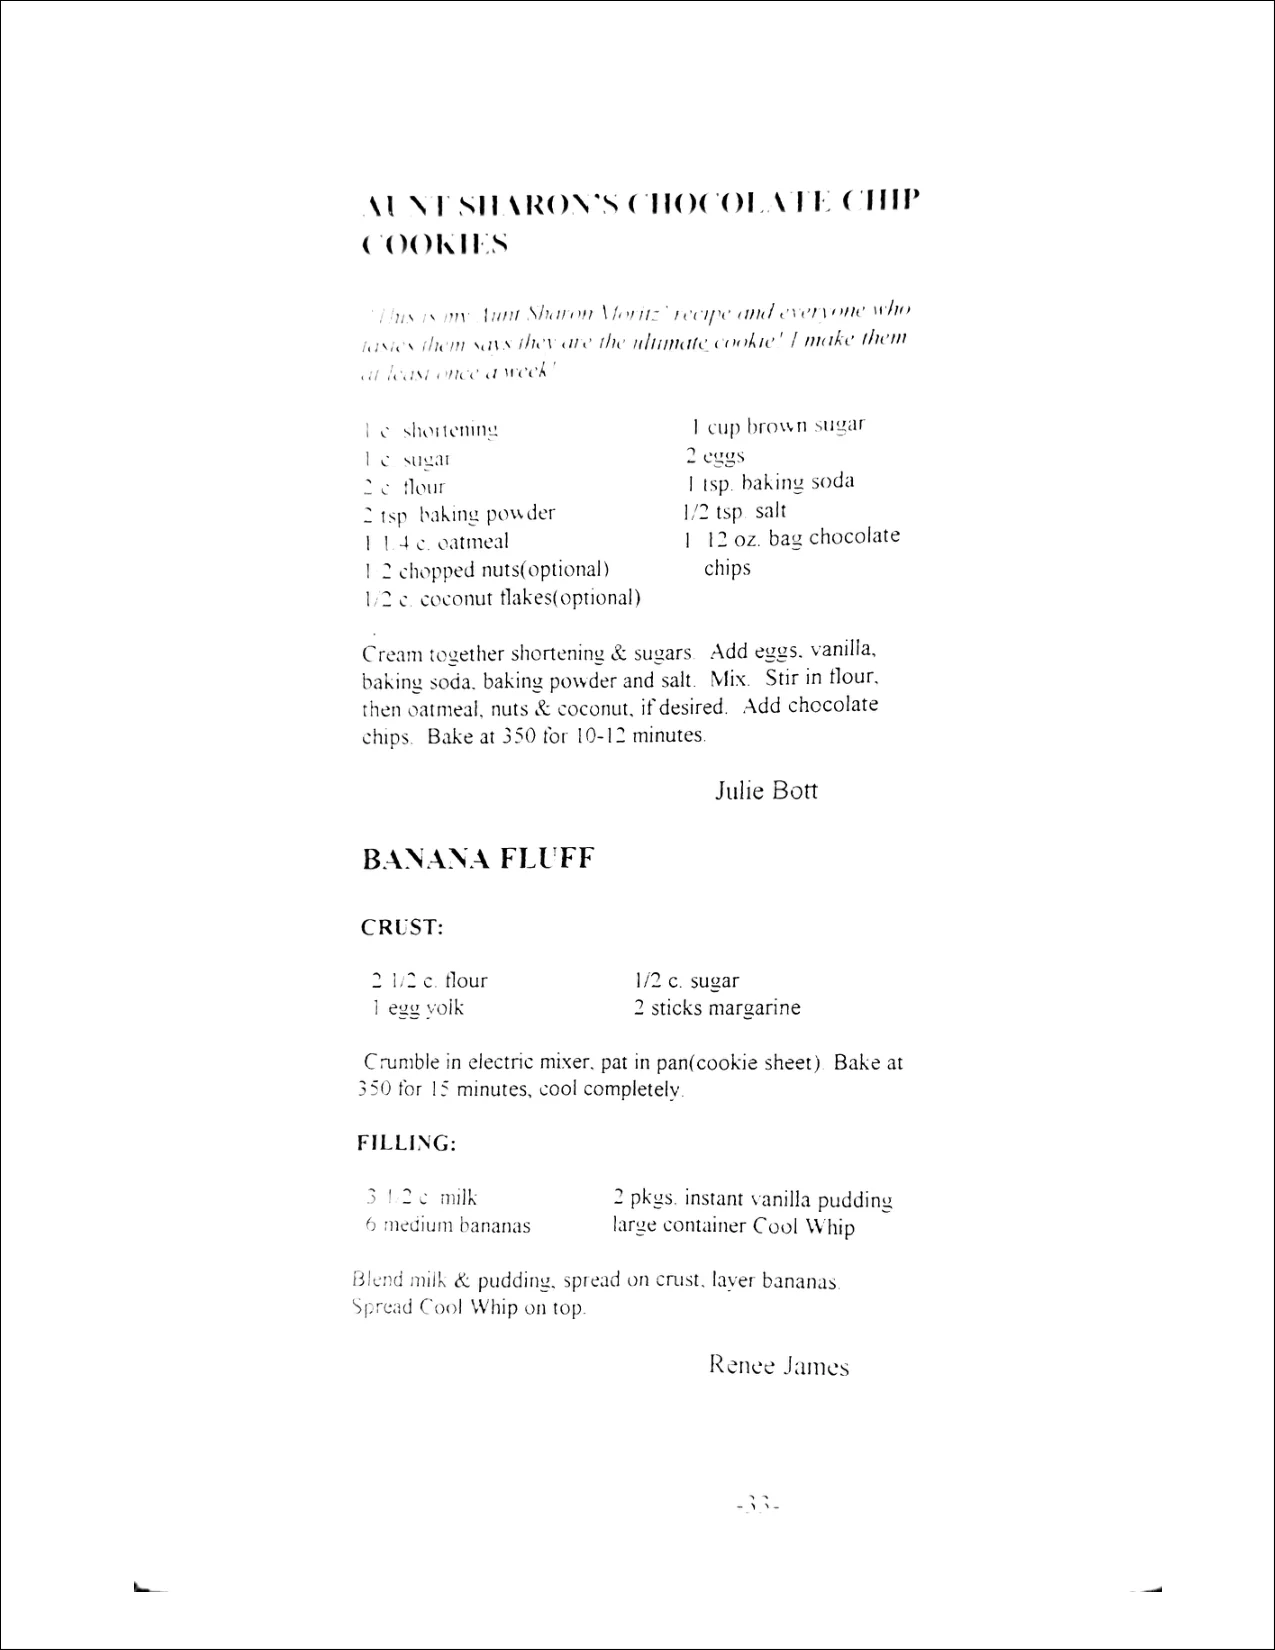 AUNT SHARON'S CHOCOLATE CHIP
COOKIES
"This is my Aunt Sharon Moritz' recipe and everyone who
tastes them says they are the ultimate cookie! I make them
at least once a week!
1 c. shortening 1 cup brown sugar
1 c. sugar 2 eggs
2 c. flour 1 tsp. baking soda
2 tsp. baking powder 1/2 tsp. salt
1 1/4 c. oatmeal 1 12 oz. bag chocolate
1/2 chopped nuts(optional) chips
1/2 c. coconut flakes(optional)
Cream together shortening & sugars. Add eggs, vanilla,
baking soda, baking powder and salt. Mix. Stir in flour,
then oatmeal, nuts & coconut, if desired. Add chocolate
chips. Bake at 350 for 10-12 minutes.
Julie Bott
BANANA FLUFF
CRUST:
2 1/2 c. flour 1/2 c. sugar
1 egg yolk 2 sticks margarine
Crumble in electric mixer, pat in pan(cookie sheet). Bake at
350 for 15 minutes, cool completely.
FILLING:
3 1/2 c. milk 2 pkgs. instant vanilla pudding
6 medium bananas large container Cool Whip
Blend milk & pudding, spread on crust, layer bananas.
Spread Cool Whip on top.
Renee James
-33-